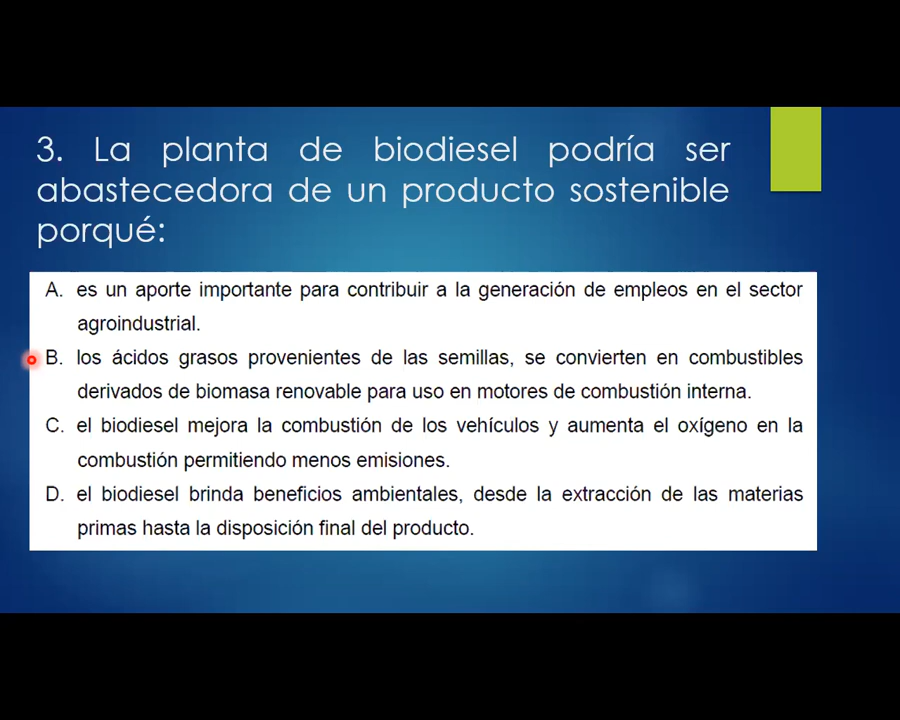 3. La planta de biodiesel podría ser
abastecedora de un producto sostenible
porqué:
A. es un aporte importante para contribuir a la generación de empleos en el sector
agroindustrial.
B. los ácidos grasos provenientes de las semillas, se convierten en combustibles
derivados de biomasa renovable para uso en motores de combustión interna.
C. el biodiesel mejora la combustión de los vehículos y aumenta el oxígeno en la
combustión permitiendo menos emisiones.
D. el biodiesel brinda beneficios ambientales, desde la extracción de las materias
primas hasta la disposición final del producto.